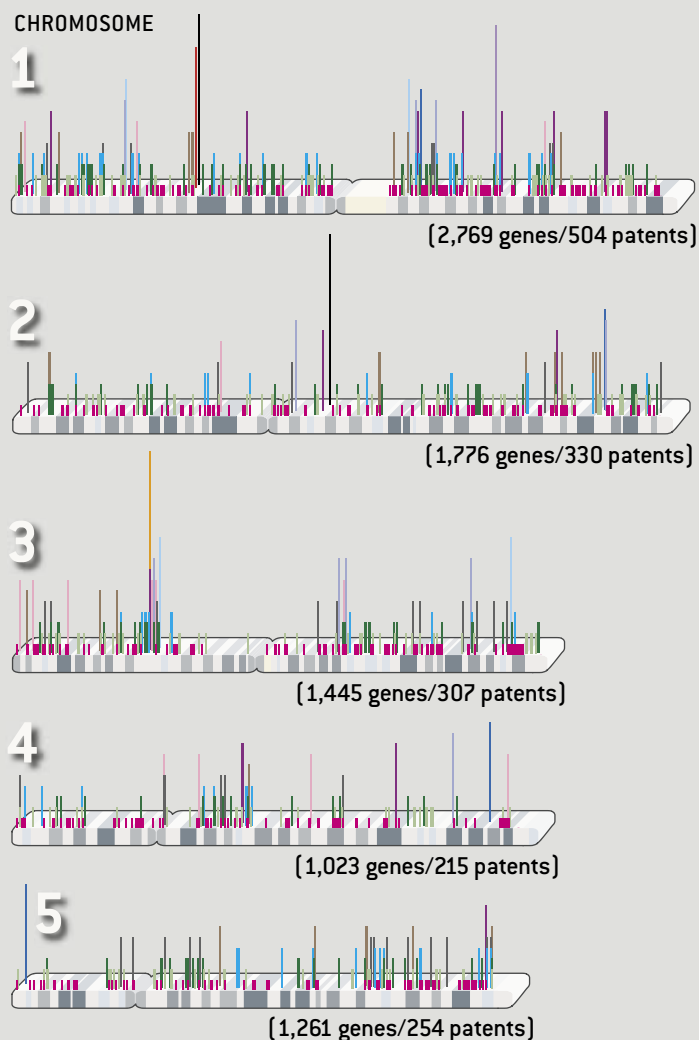 CHROMOSOME
1
(2,769 genes/504 patents)
2
(1,776 genes/330 patents)
3
(1,445 genes/307 patents)
4
(1,023 genes/215 patents)
5
(1,261 genes/254 patents)